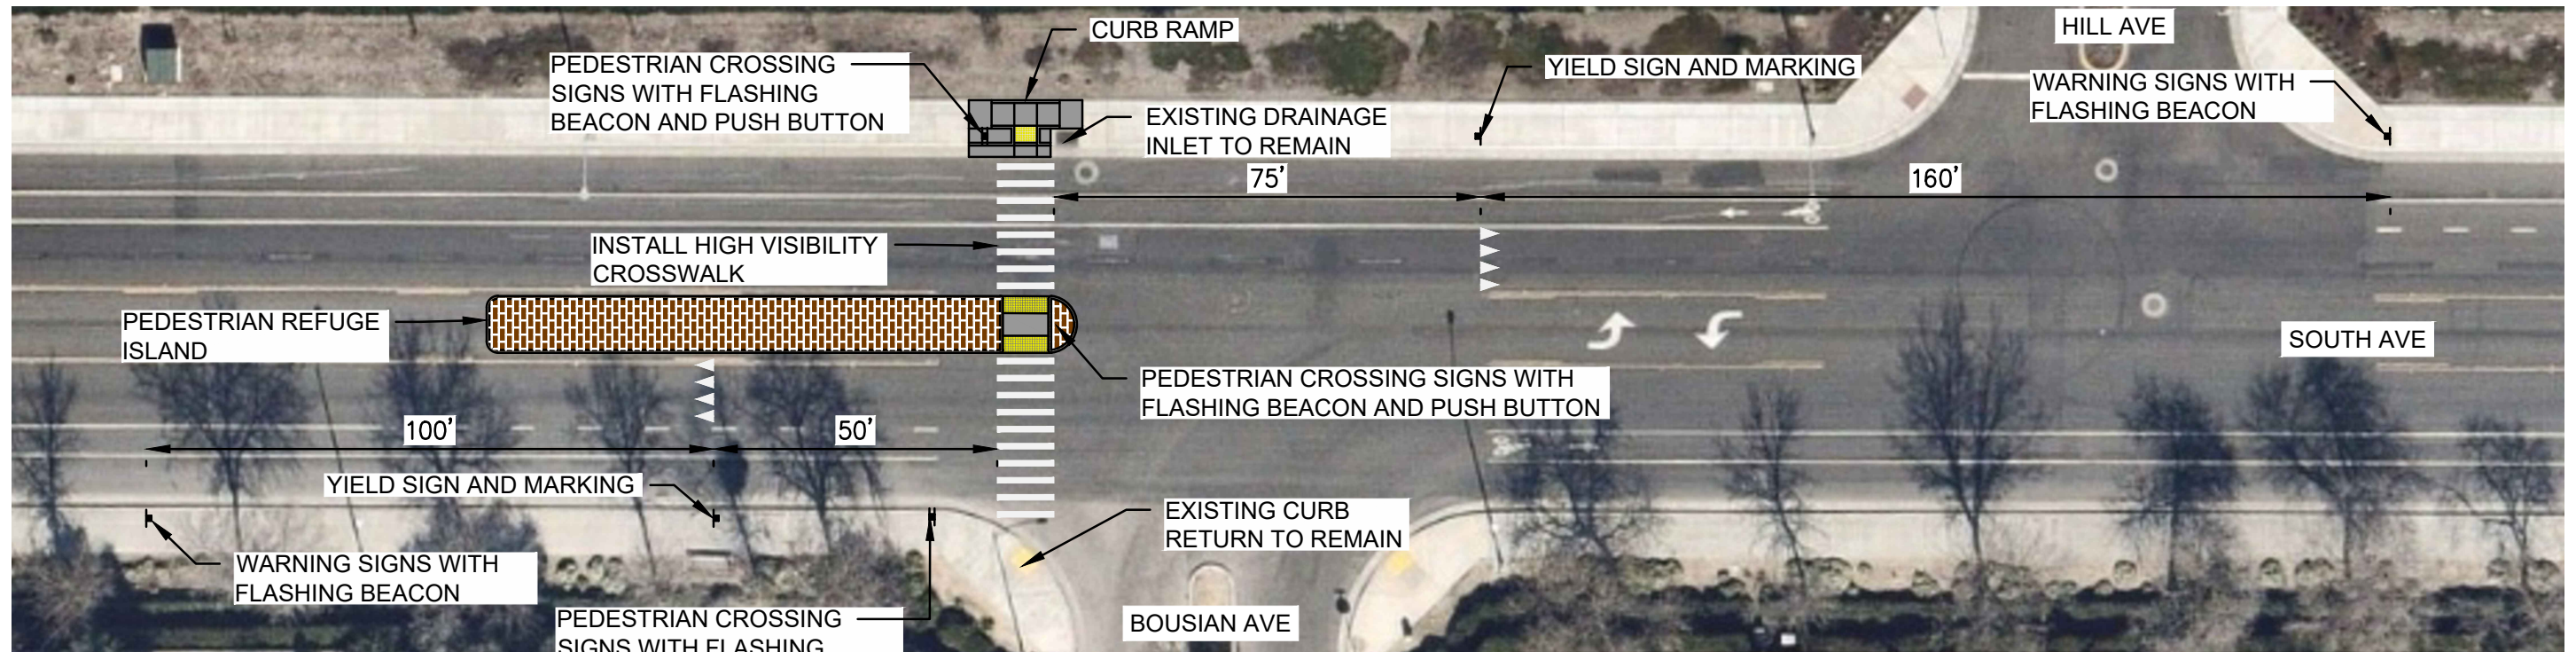 CURB RAMP
HILL AVE
PEDESTRIAN CROSSING
SIGNS WITH FLASHING
BEACON AND PUSH BUTTON
YIELD SIGN AND MARKING
WARNING SIGNS WITH
FLASHING BEACON
EXISTING DRAINAGE
INLET TO REMAIN
75'
160'
INSTALL HIGH VISIBILITY
CROSSWALK
PEDESTRIAN REFUGE
ISLAND
SOUTH AVE
PEDESTRIAN CROSSING SIGNS WITH
FLASHING BEACON AND PUSH BUTTON
100'
50'
YIELD SIGN AND MARKING
EXISTING CURB
RETURN TO REMAIN
WARNING SIGNS WITH
FLASHING BEACON
PEDESTRIAN CROSSING
SIGNS WITH FLASHING
BOUSIAN AVE